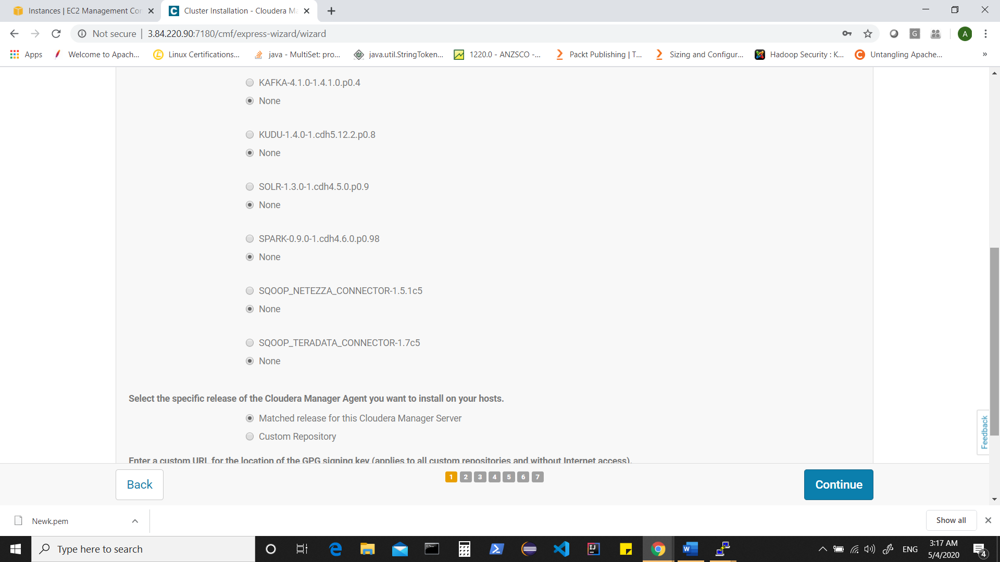 Instances | EC2 Management Con
Cluster Installation - Cloudera Ma
Not secure | 3.84.220.90:7180/cmf/express-wizard/wizard
G
A
Apps
Welcome to Apach...
Linux Certifications...
java - MultiSet: pro...
java.util.StringToken...
1220.0 - ANZSCO -...
Packt Publishing | T...
Sizing and Configur...
Hadoop Security : K...
Untangling Apache...
»
KAFKA-4.1.0-1.4.1.0.p0.4
None
KUDU-1.4.0-1.cdh5.12.2.p0.8
None
SOLR-1.3.0-1.cdh4.5.0.p0.9
None
SPARK-0.9.0-1.cdh4.6.0.p0.98
None
SQOOP_NETEZZA_CONNECTOR-1.5.1c5
None
SQOOP_TERADATA_CONNECTOR-1.7c5
None
Select the specific release of the Cloudera Manager Agent you want to install on your hosts.
Matched release for this Cloudera Manager Server
Custom Repository
Feedback
Enter a custom URL for the location of the GPG signing key (applies to all custom repositories and without Internet access).
Back
1 2 3 4 5 6 7
Continue
Newk.pem
Show all
Type here to search
ENG
3:17 AM
5/4/2020
4